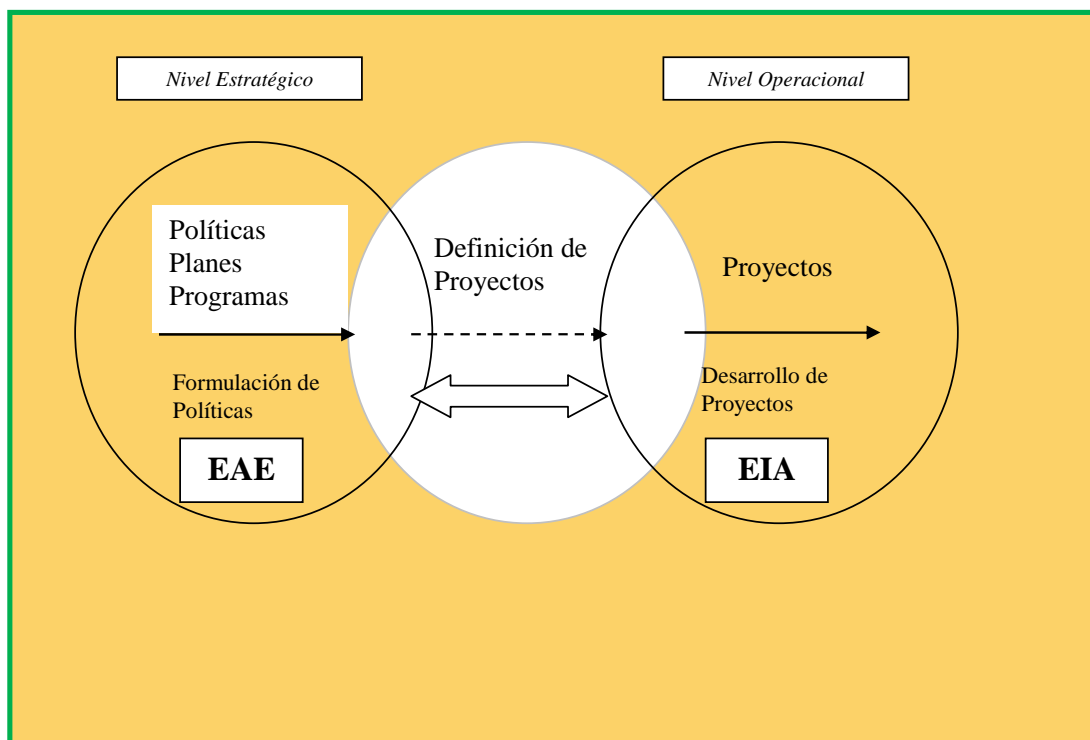 Nivel Estratégico
Nivel Operacional
Políticas
Planes
Programas
Definición de
Proyectos
Proyectos
Formulación de
Políticas
Desarrollo de
Proyectos
EAE
EIA